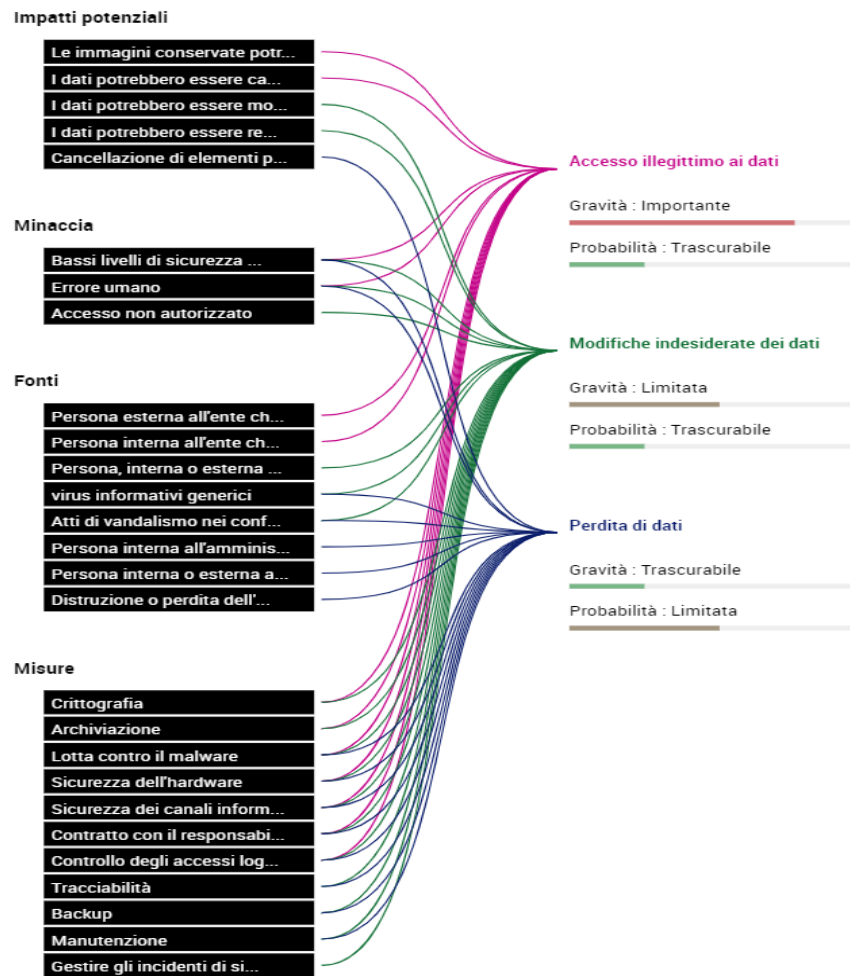 Impatti potenziali
Le immagini conservate potr...
I dati potrebbero essere ca...
I dati potrebbero essere mo...
I dati potrebbero essere re...
Cancellazione di elementi p...
Minaccia
Bassi livelli di sicurezza ...
Errore umano
Accesso non autorizzato
Fonti
Persona esterna all'ente ch...
Persona interna all'ente ch...
Persona, interna o esterna ...
virus informativi generici
Atti di vandalismo nei conf...
Persona interna all'amminis...
Persona interna o esterna a...
Distruzione o perdita dell'...
Misure
Crittografia
Archiviazione
Lotta contro il malware
Sicurezza dell'hardware
Sicurezza dei canali inform...
Contratto con il responsabi...
Controllo degli accessi log...
Tracciabilità
Backup
Manutenzione
Gestire gli incidenti di si...
Accesso illegittimo ai dati
Gravità : Importante
Probabilità : Trascurabile
Modifiche indesiderate dei dati
Gravità : Limitata
Probabilità : Trascurabile
Perdita di dati
Gravità : Trascurabile
Probabilità : Limitata